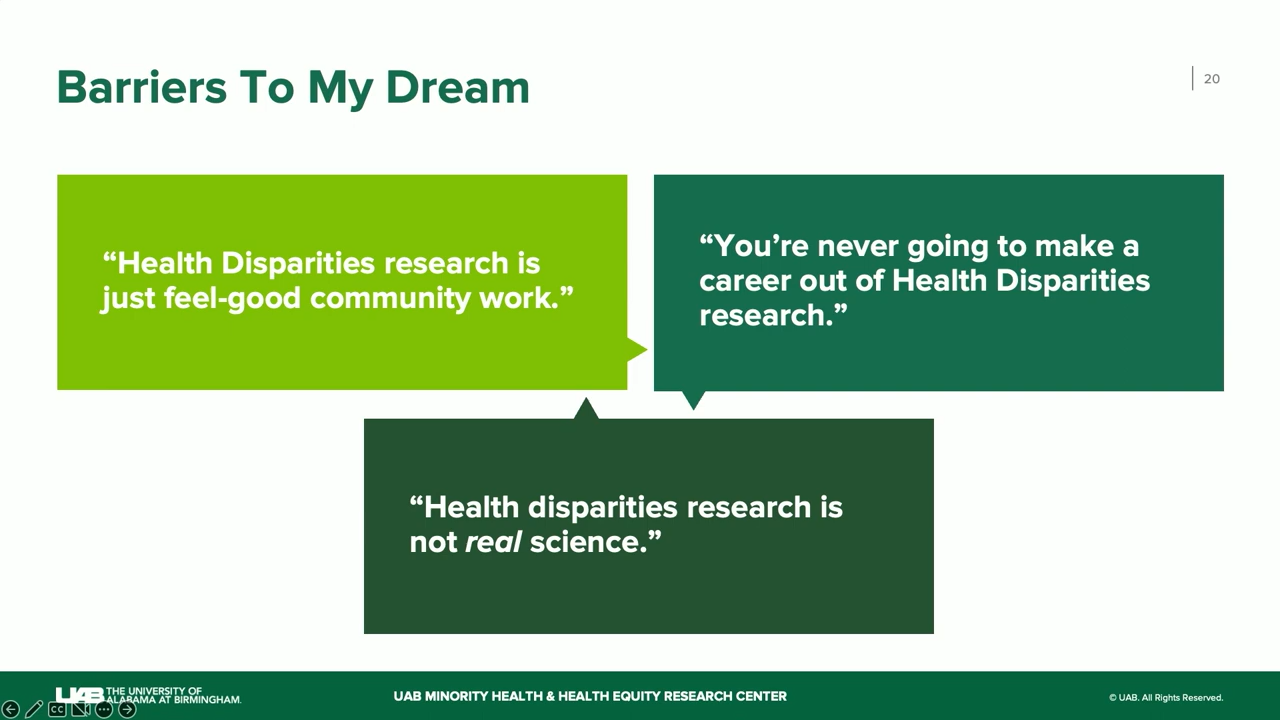 Barriers To My Dream
20
“Health Disparities research is
just feel-good community work.”
“You’re never going to make a
career out of Health Disparities
research.”
“Health disparities research is
not real science.”
UAB THE UNIVERSITY OF
ALABAMA AT BIRMINGHAM.
CC
UAB MINORITY HEALTH & HEALTH EQUITY RESEARCH CENTER
© UAB. All Rights Reserved.